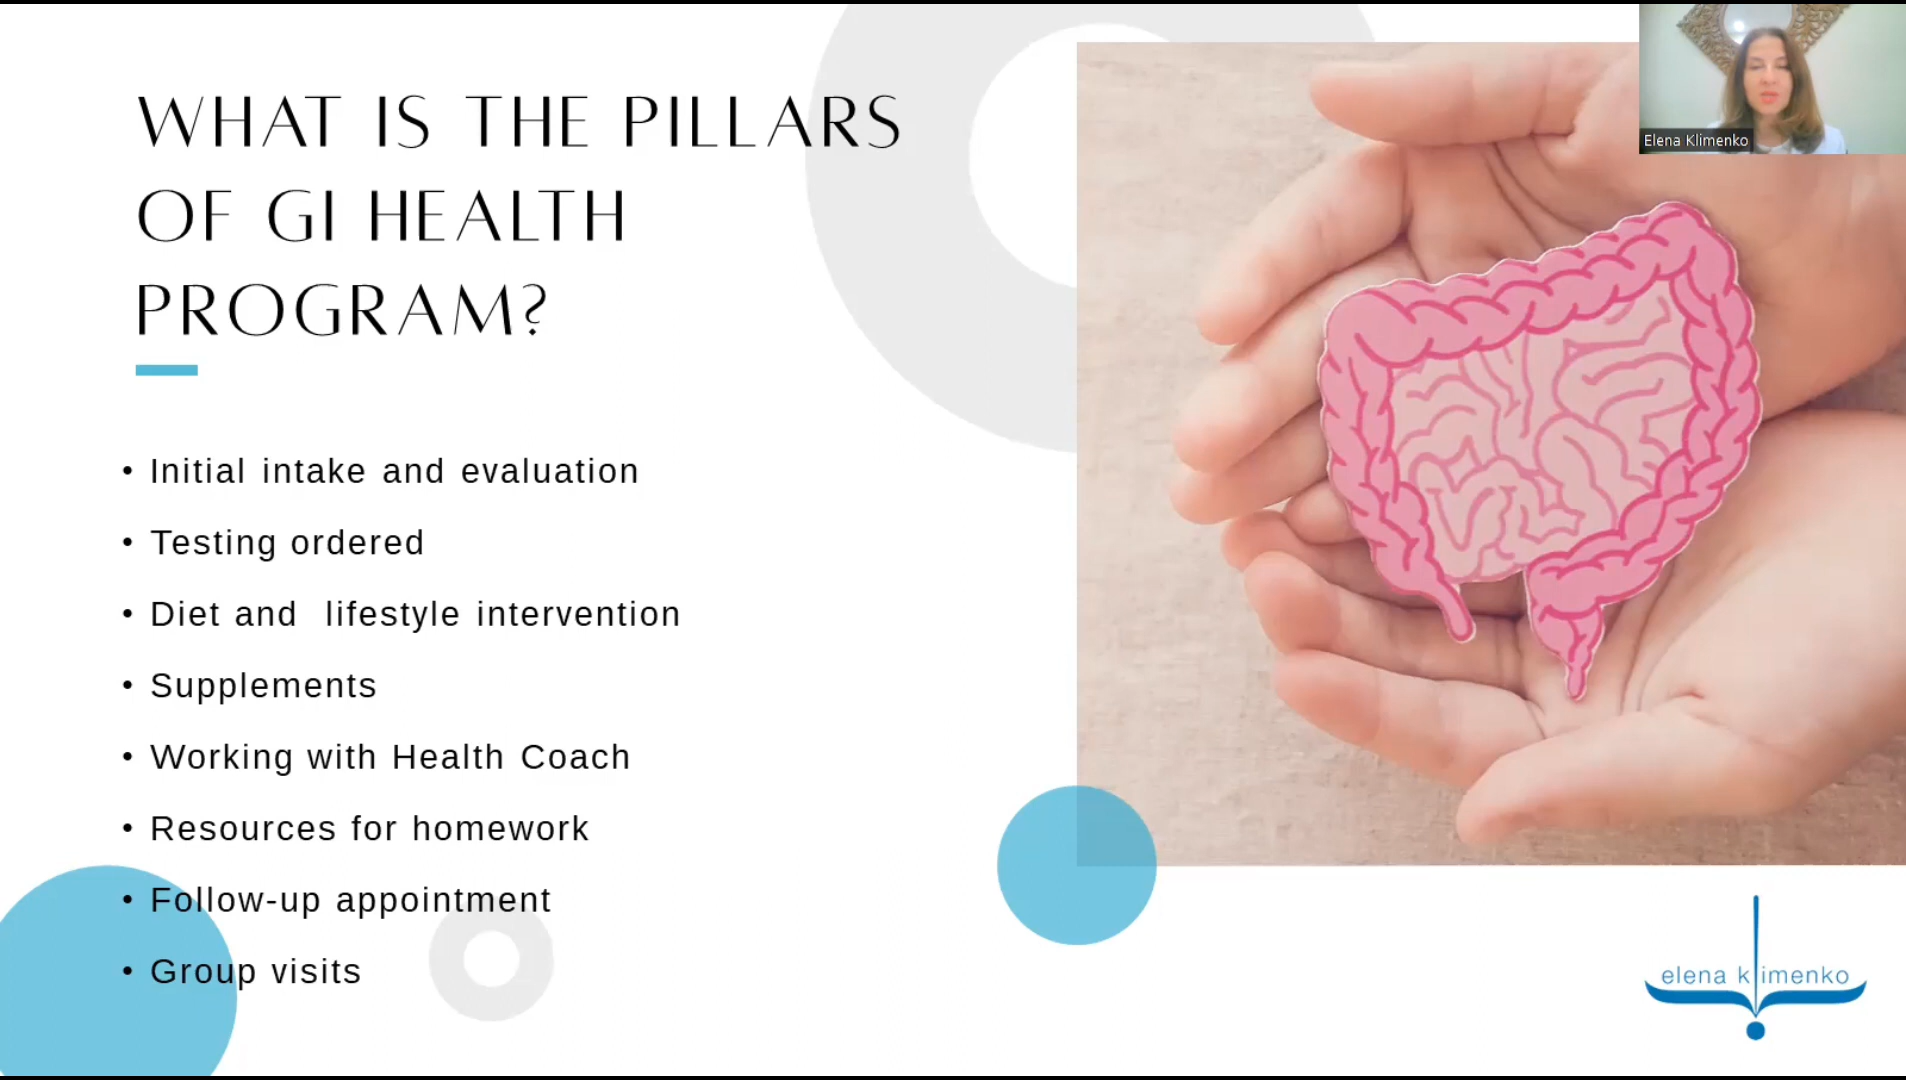 WHAT IS THE PILLARS
OF GI HEALTH
PROGRAM?
• Initial intake and evaluation
• Testing ordered
• Diet and  lifestyle intervention
• Supplements
• Working with Health Coach
• Resources for homework
• Follow-up appointment
• Group visits
Elena Klimenko
elena klimenko